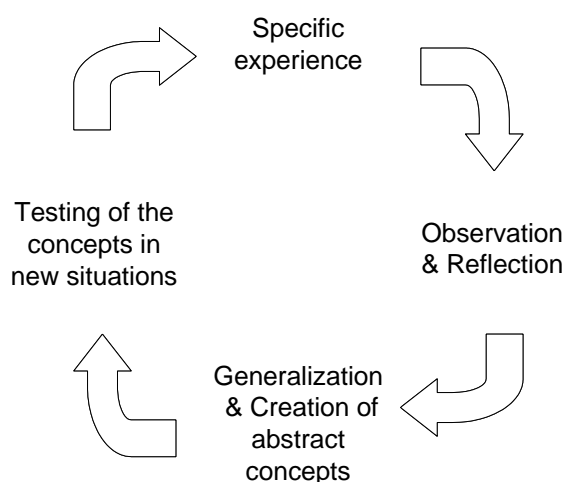 Specific
experience
Observation
& Reflection
Generalization
& Creation of
abstract
concepts
Testing of the
concepts in
new situations